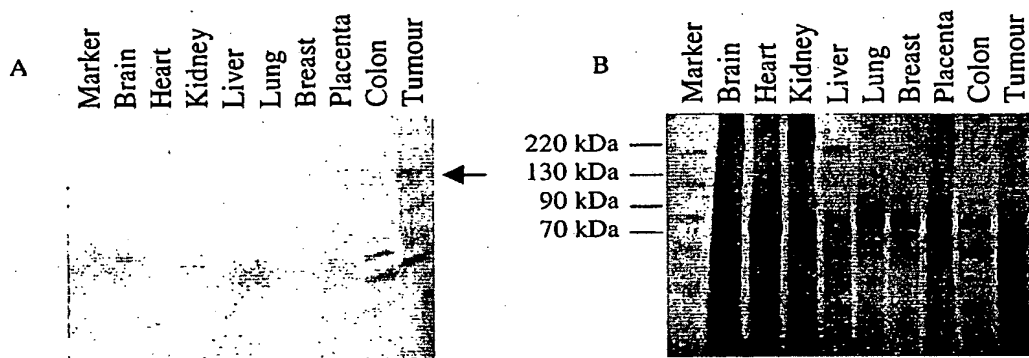 A
Marker
Brain
Heart
Kidney
Liver
Lung
Breast
Placenta
Colon
Tumour
B
Marker
Brain
Heart
Kidney
Liver
Lung
Breast
Placenta
Colon
Tumour
220 kDa
130 kDa
90 kDa
70 kDa